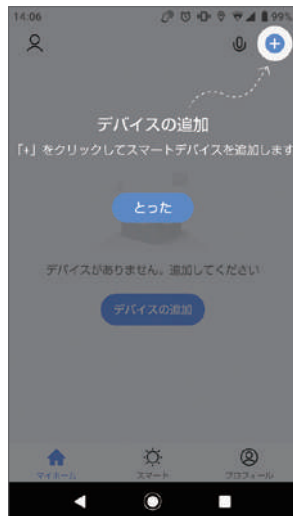 14:06 99%
デバイスの追加
「+」をクリックしてスマートデバイスを追加します
とった
デバイスがありません。追加してください
デバイスの追加
マイホーム スマート プロフィール